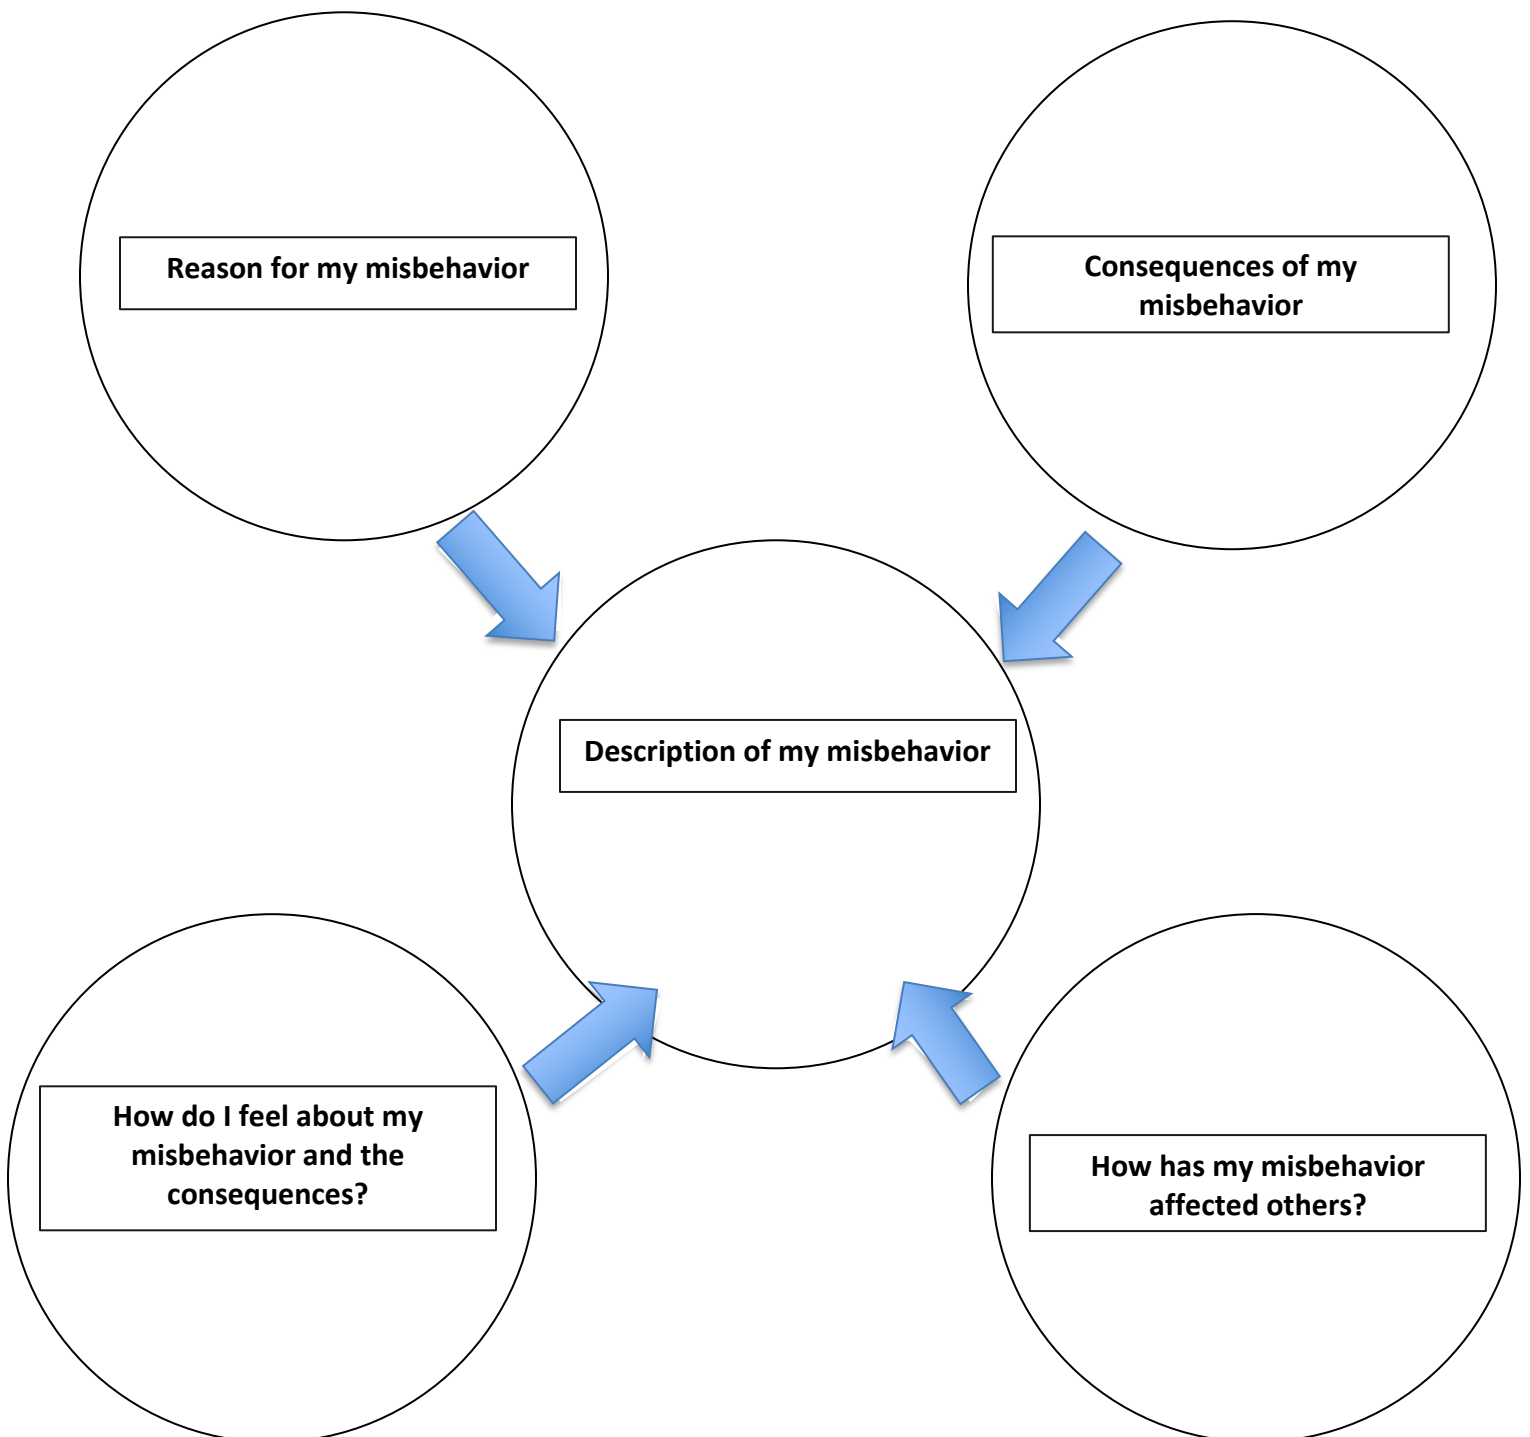 Reason for my misbehavior
Consequences of my
misbehavior
Description of my misbehavior
How do I feel about my
misbehavior and the
consequences?
How has my misbehavior
affected others?